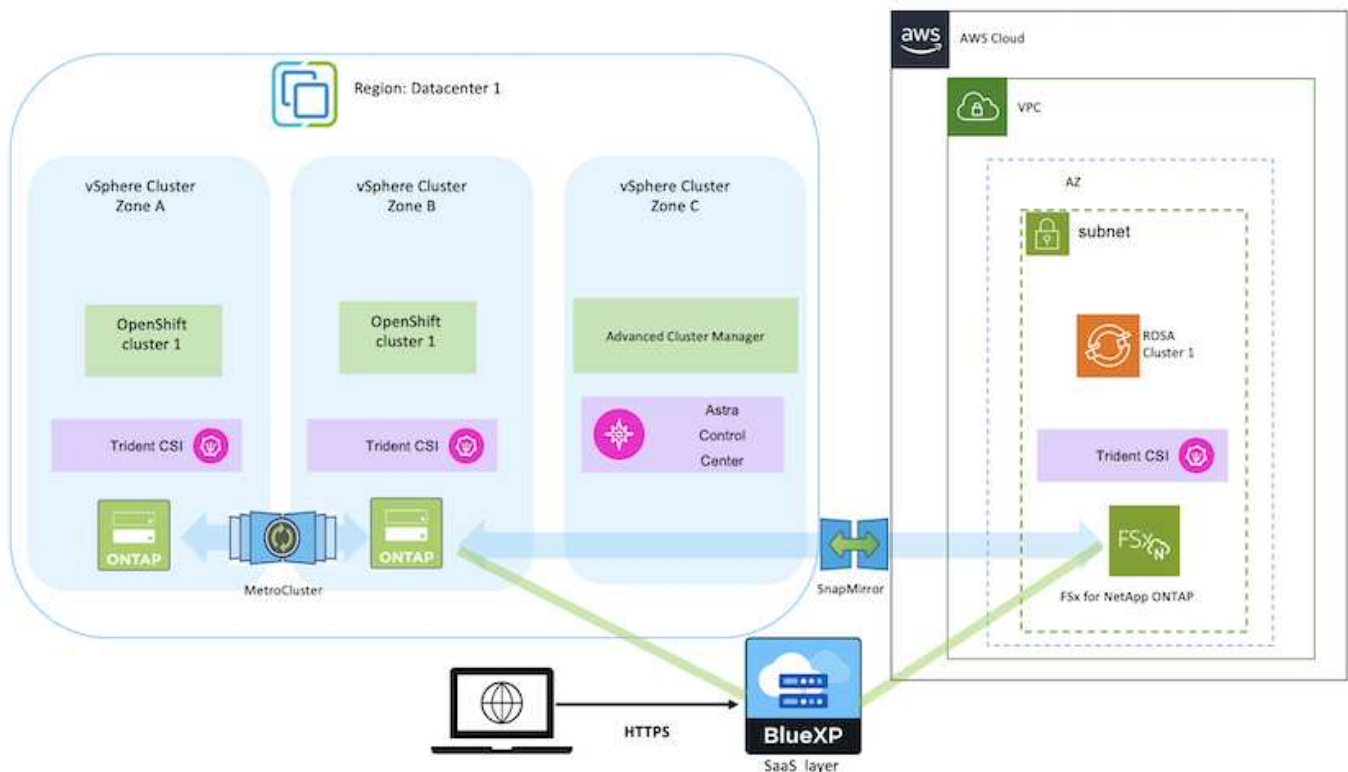 Region: Datacenter 1
vSphere Cluster
Zone A
vSphere Cluster
Zone B
vSphere Cluster
Zone C
OpenShift
cluster 1
OpenShift
cluster 1
Advanced Cluster Manager
Trident CSI
Trident CSI
Astra
Control
Center
ONTAP
MetroCluster
ONTAP
SnapMirror
aws
AWS Cloud
VPC
AZ
subnet
ROSA
Cluster 1
Trident CSI
FSx
N
FSx for NetApp ONTAP
HTTPS
BlueXP
SaaS layer